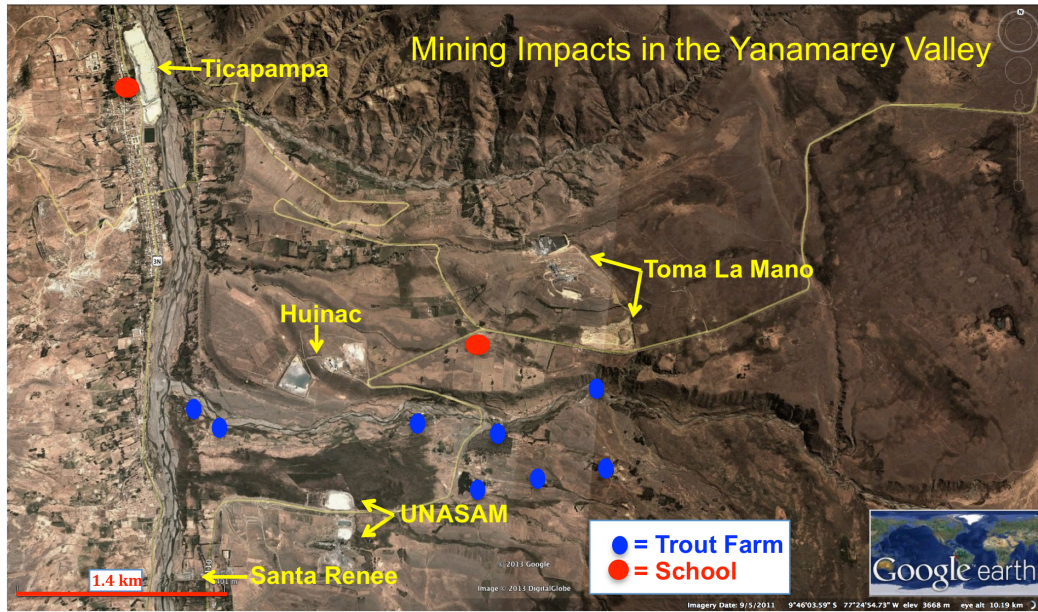 Mining Impacts in the Yanamarey Valley
N
Ticapampa
3N
Toma La Mano
Huinac
UNASAM
Santa Renee
1.4 km
= Trout Farm
= School
© 2013 Google
Image © 2013 DigitalGlobe
Google earth
Imagery Date: 9/5/2011 9°46'03.59" S 77°24'54.73" W elev 3668 m eye alt 10.19 km